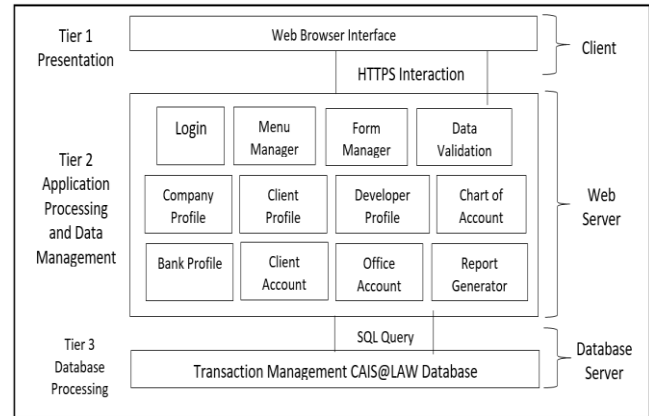 Tier 1
Presentation
Web Browser Interface
Client
HTTPS Interaction
Tier 2
Application
Processing
and Data
Management
Login
Menu
Manager
Form
Manager
Data
Validation
Company
Profile
Client
Profile
Developer
Profile
Chart of
Account
Bank Profile
Client
Account
Office
Account
Report
Generator
Web
Server
SQL Query
Tier 3
Database
Processing
Transaction Management CAIS@LAW Database
Database
Server